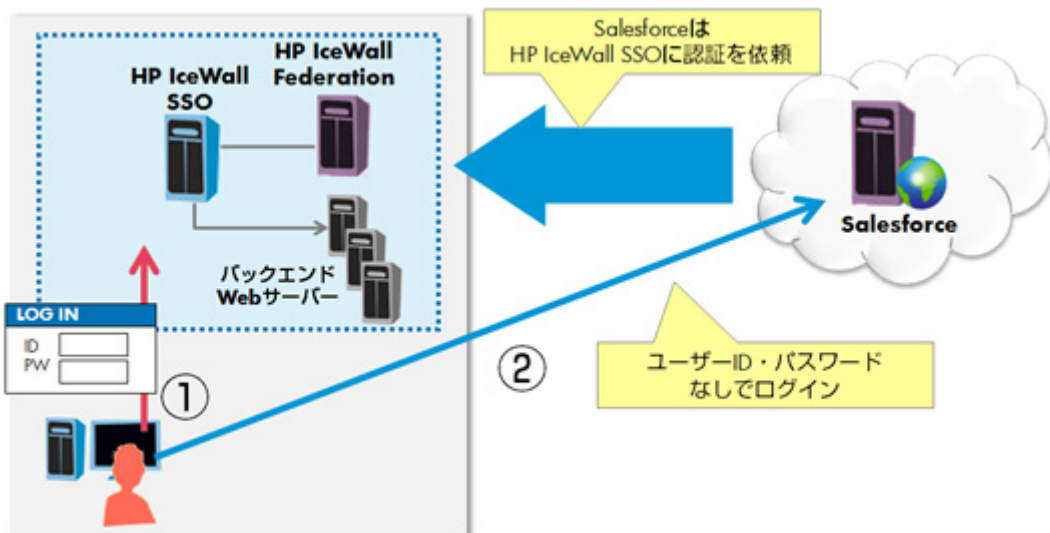 HP IceWall
SSO
HP IceWall
Federation
Salesforceは
HP IceWall SSOに認証を依頼
Salesforce
バックエンド
Webサーバー
LOG IN
ID
PW
①
②
ユーザーID・パスワード
なしでログイン